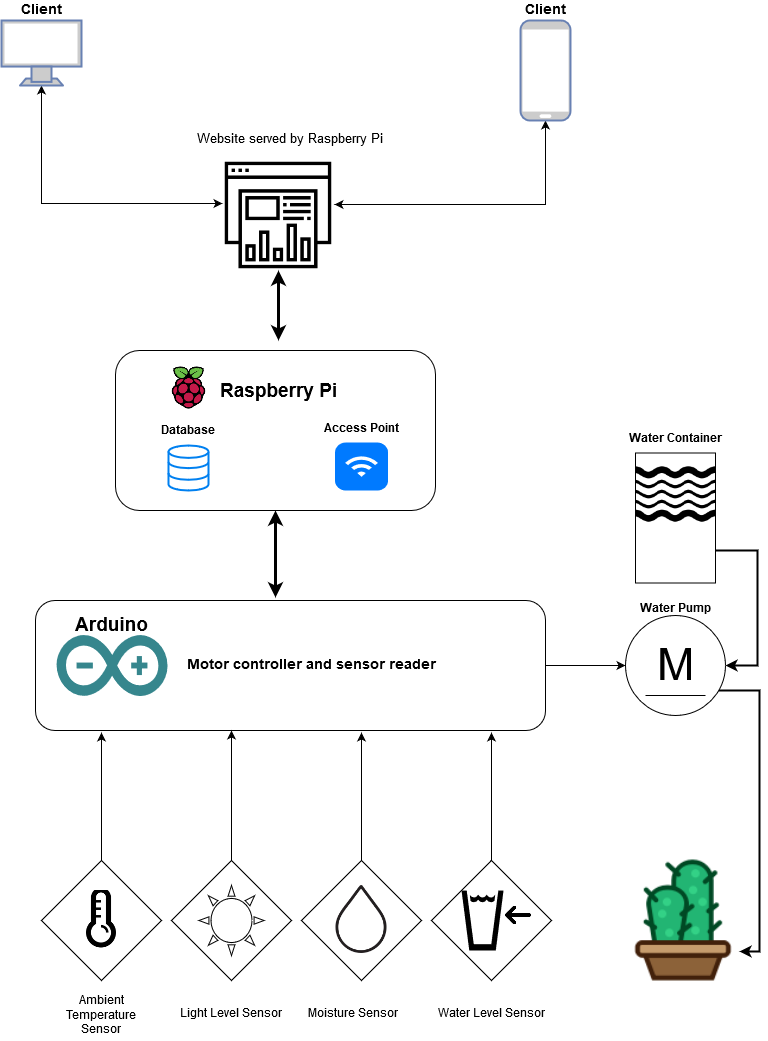 Client
Client
Website served by Raspberry Pi
Raspberry Pi
Database
Access Point
Water Container
Water Pump
Arduino
M
Motor controller and sensor reader
Ambient
Temperature
Sensor
Light Level Sensor
Moisture Sensor
Water Level Sensor